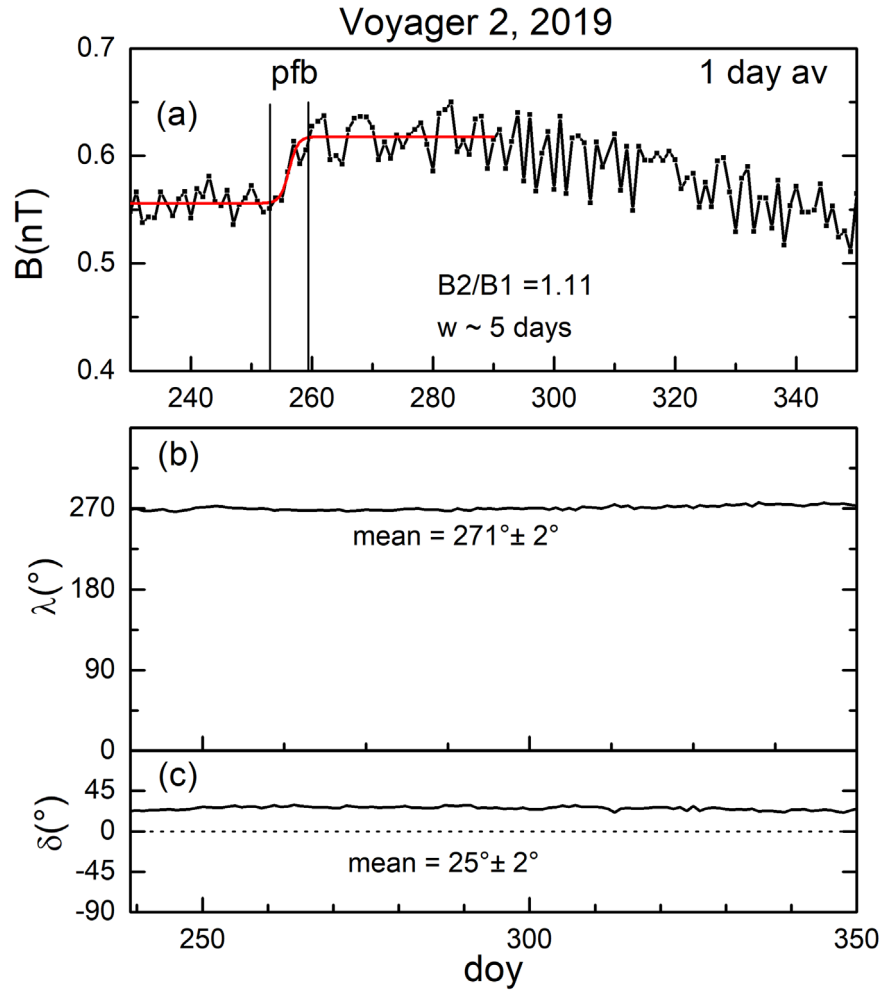 Voyager 2, 2019
pfb
1 day av
(a)
0.7
0.6
0.5
0.4
B(nT)
B2/B1 =1.11
w ~ 5 days
240 260 280 300 320 340
(b)
270
180
90
0
λ(°)
mean = 271°± 2°
(c)
45
0
-45
-90
δ(°)
mean = 25°± 2°
250 300 350
doy